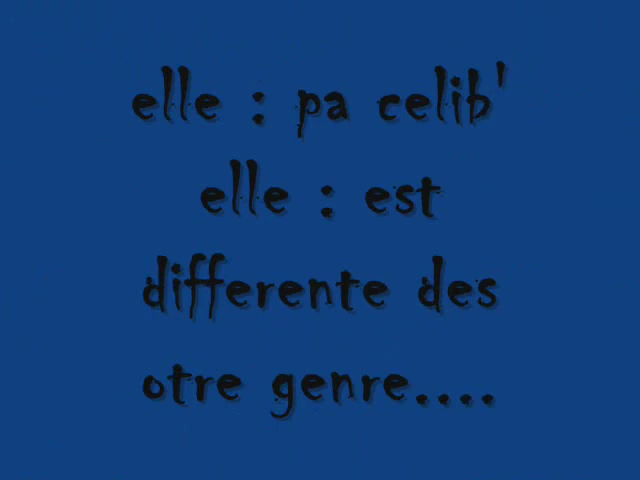 elle : pa celib'
elle : est
differente des
otre genre....